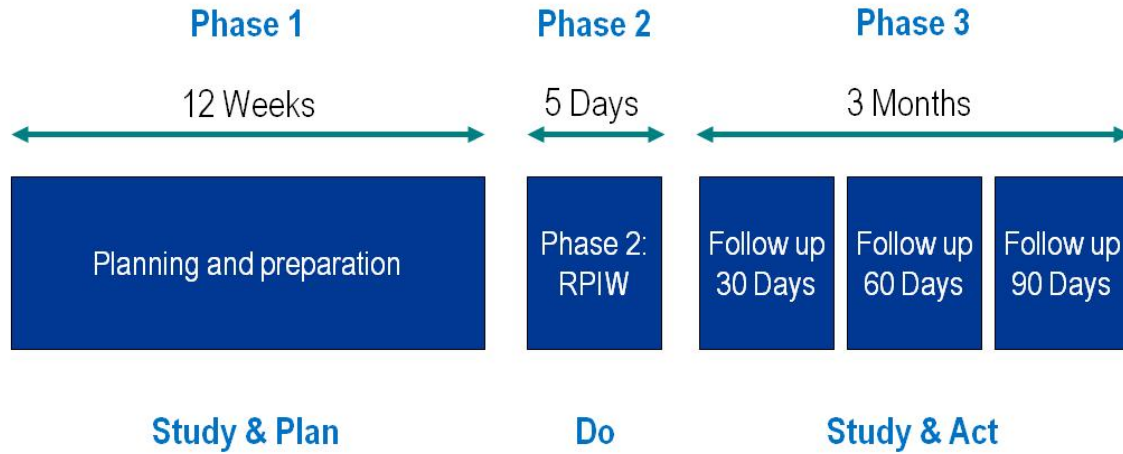 Phase 1
Phase 2
Phase 3
12 Weeks
5 Days
3 Months
Planning and preparation
Phase 2:
RPIW
Follow up
30 Days
Follow up
60 Days
Follow up
90 Days
Study & Plan
Do
Study & Act